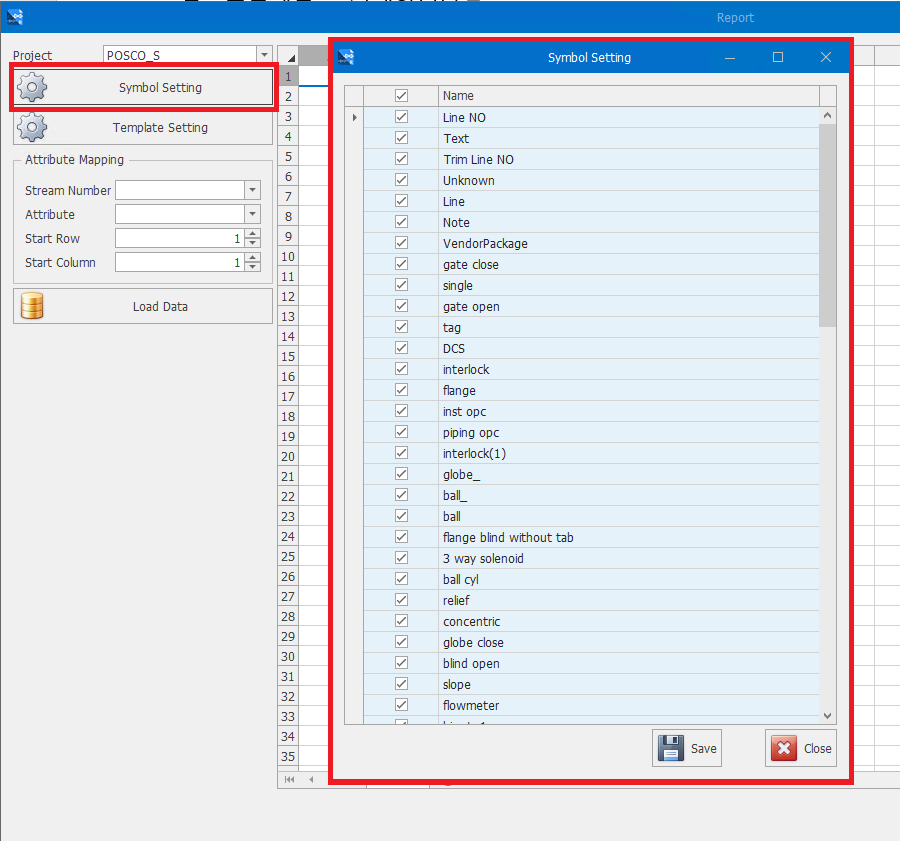 Report
Project
POSCO_S
Symbol Setting
Template Setting
Attribute Mapping
Stream Number
Attribute
Start Row 1
Start Column 1
Load Data
1
2
3
4
5
6
7
8
9
10
11
12
13
14
15
16
17
18
19
20
21
22
23
24
25
26
27
28
29
30
31
32
33
34
35
Symbol Setting
Name
Line NO
Text
Trim Line NO
Unknown
Line
Note
VendorPackage
gate close
single
gate open
tag
DCS
interlock
flange
inst opc
piping opc
interlock(1)
globe_
ball_
ball
flange blind without tab
3 way solenoid
ball cyl
relief
concentric
globe close
blind open
slope
flowmeter
Save
Close